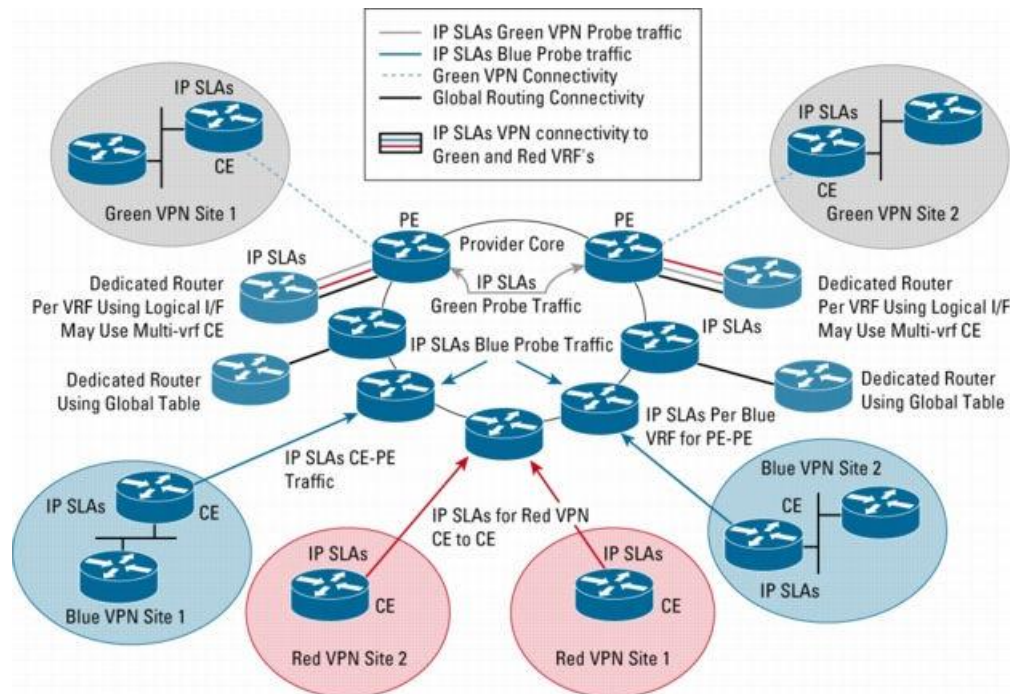 IP SLAs Green VPN Probe traffic
IP SLAs Blue Probe traffic
Green VPN Connectivity
Global Routing Connectivity
IP SLAs VPN connectivity to
Green and Red VRF's
IP SLAs
CE
Green VPN Site 1
IP SLAs
CE
Green VPN Site 2
PE
Provider Core
PE
IP SLAs
Dedicated Router
Per VRF Using Logical I/F
May Use Multi-vrf CE
IP SLAs
Green Probe Traffic
Dedicated Router
Per VRF Using Logical I/F
May Use Multi-vrf CE
IP SLAs
IP SLAs Blue Probe Traffic
Dedicated Router
Using Global Table
Dedicated Router
Using Global Table
IP SLAs Per Blue
VRF for PE-PE
IP SLAs CE-PE
Traffic
IP SLAs
CE
Blue VPN Site 1
Blue VPN Site 2
CE
IP SLAs
IP SLAs for Red VPN
CE to CE
IP SLAs
CE
Red VPN Site 2
IP SLAs
CE
Red VPN Site 1